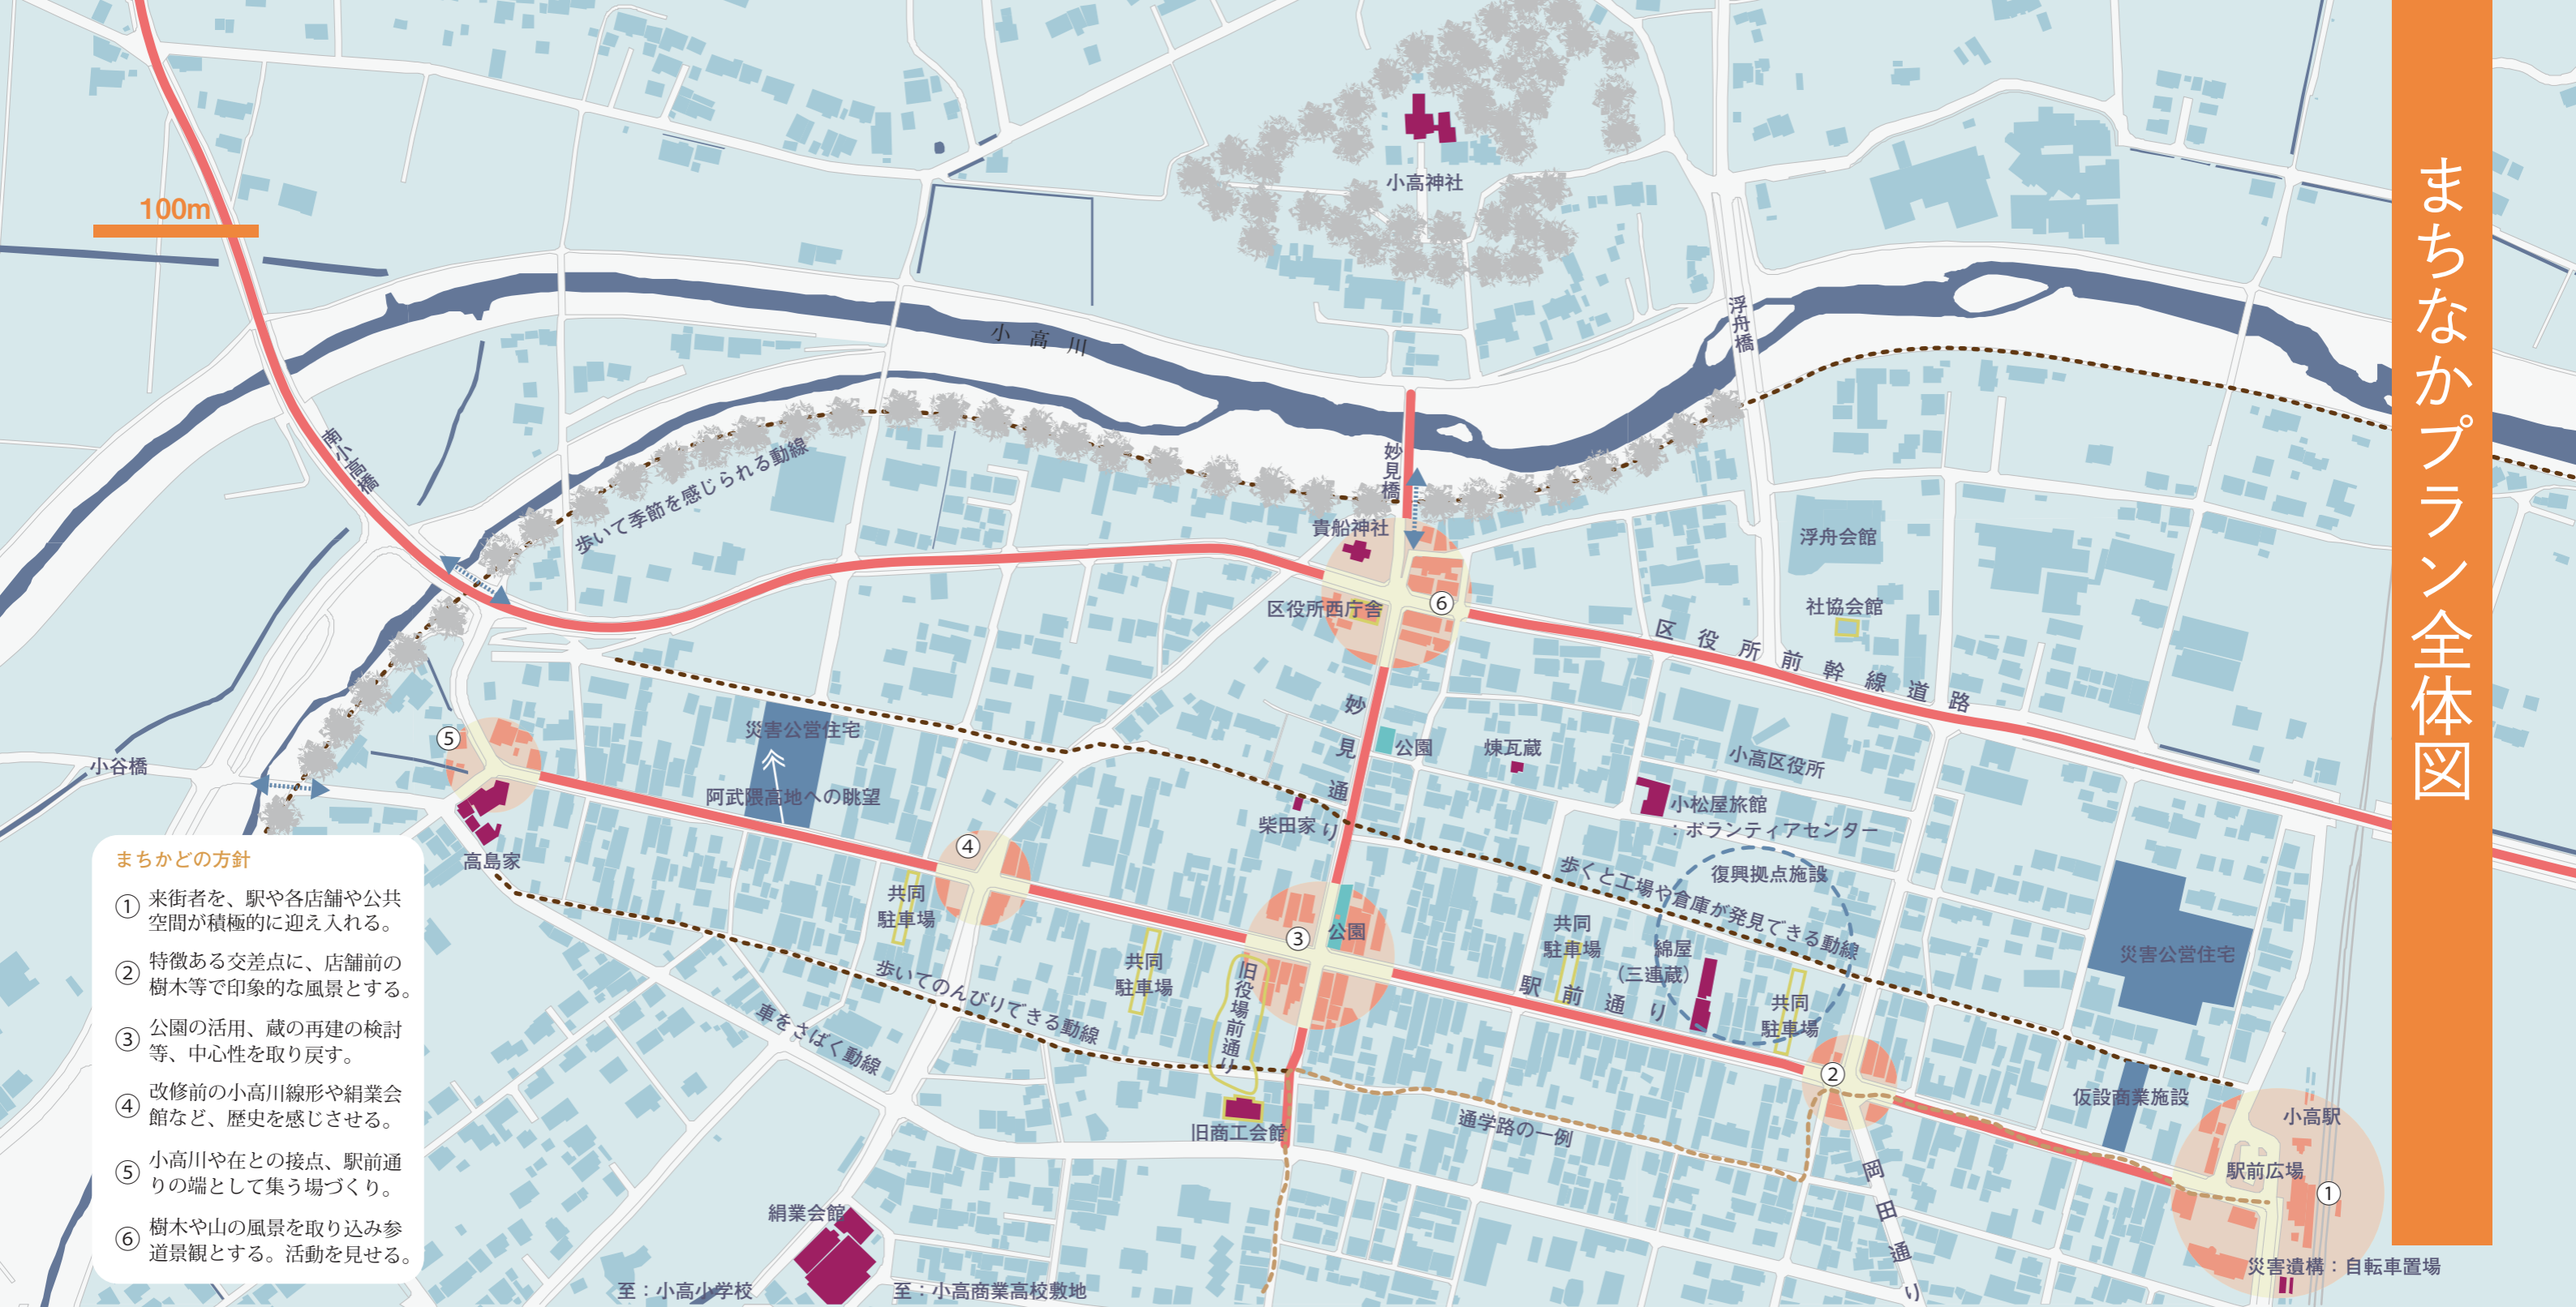 まちなかプラン全体図
100m
小高神社
浮舟橋
小高川
南小高橋
歩いて季節を感じられる動線
妙見橋
貴船神社
浮舟会館
区役所西庁舎
⑥
社協会館
区役所前幹線道路
妙見通り
公園
煉瓦蔵
小高区役所
災害公営住宅
⑤
小谷橋
阿武隈高地への眺望
柴田家
小松屋旅館
：ボランティアセンター
高島家
④
共同
駐車場
復興拠点施設
歩くと工場や倉庫が発見できる動線
③
公園
共同
駐車場
共同
駐車場
綿屋
（三連蔵）
共同
駐車場
災害公営住宅
歩いてのんびりできる動線
旧役場前通り
駅前通り
車をさばく動線
②
仮設商業施設
小高駅
通学路の一例
旧商工会館
駅前広場
①
岡田通り
絹業会館
災害遺構：自転車置場
至：小高小学校
至：小高商業高校敷地
まちかどの方針
① 来街者を、駅や各店舗や公共
空間が積極的に迎え入れる。
② 特徴ある交差点に、店舗前の
樹木等で印象的な風景とする。
③ 公園の活用、蔵の再建の検討
等、中心性を取り戻す。
④ 改修前の小高川線形や絹業会
館など、歴史を感じさせる。
⑤ 小高川や在との接点、駅前通
りの端として集う場づくり。
⑥ 樹木や山の風景を取り込み参
道景観とする。活動を見せる。